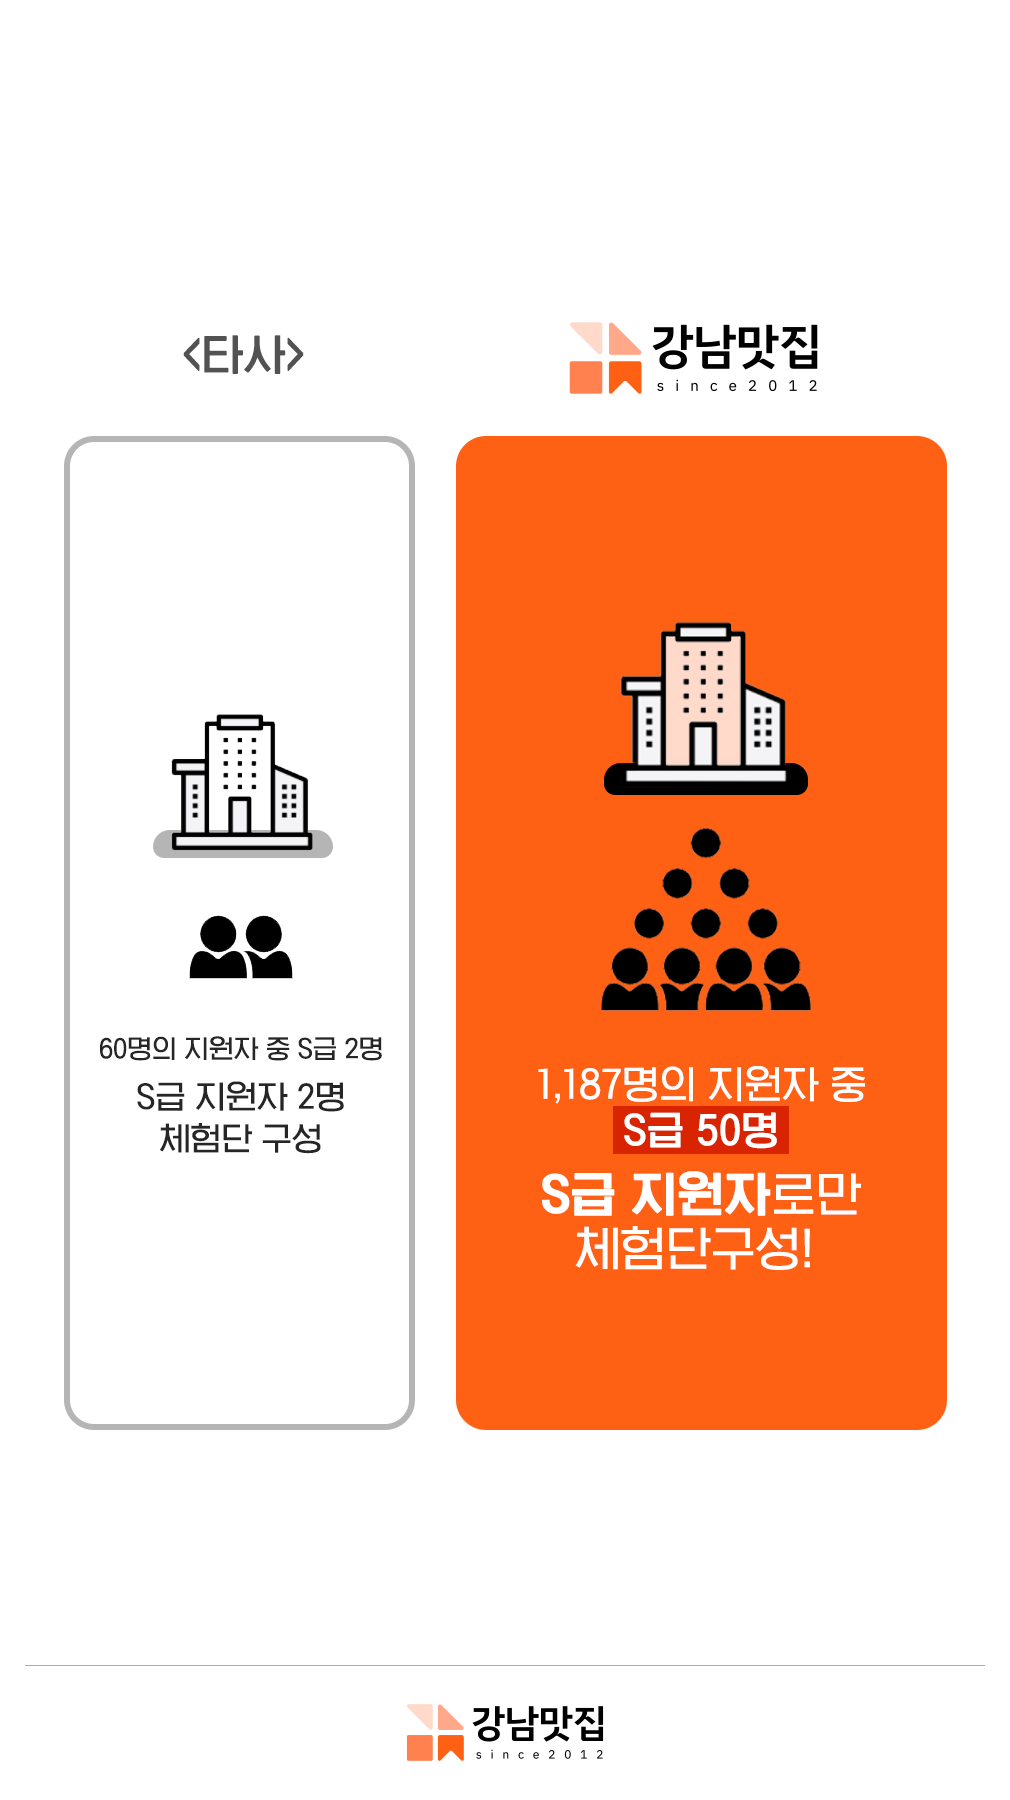 <타사>
강남맛집
since2012
60명의 지원자 중 S급 2명
S급 지원자 2명
체험단 구성
1,187명의 지원자 중
S급 50명
S급 지원자로만
체험단구성!
강남맛집
since2012